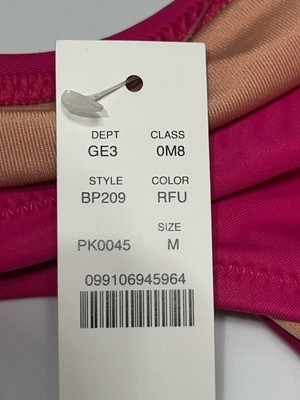 DEPT CLASS
GE3 0M8
STYLE COLOR
BP209 RFU
SIZE
PK0045 M
099106945964